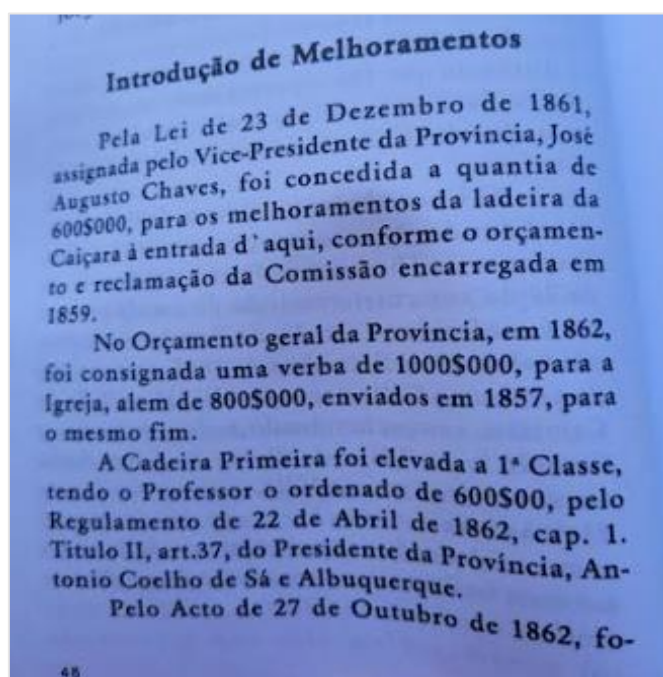 Introdução de Melhoramentos
Pela Lei de 23 de Dezembro de 1861,
assignada pelo Vice-Presidente da Província, José
Augusto Chaves, foi concedida a quantia de
600$000, para os melhoramentos da ladeira da
Caiçara à entrada d`aqui, conforme o orçamen-
to e reclamação da Comissão encarregada em
1859.
No Orçamento geral da Província, em 1862,
foi consignada uma verba de 1000$000, para a
Igreja, alem de 800$000, enviados em 1857, para
o mesmo fim.
A Cadeira Primeira foi elevada a 1ª Classe,
tendo o Professor o ordenado de 600$00, pelo
Regulamento de 22 de Abril de 1862, cap. 1.
Titulo II, art.37, do Presidente da Província, An-
tonio Coelho de Sá e Albuquerque.
Pelo Acto de 27 de Outubro de 1862, fo-